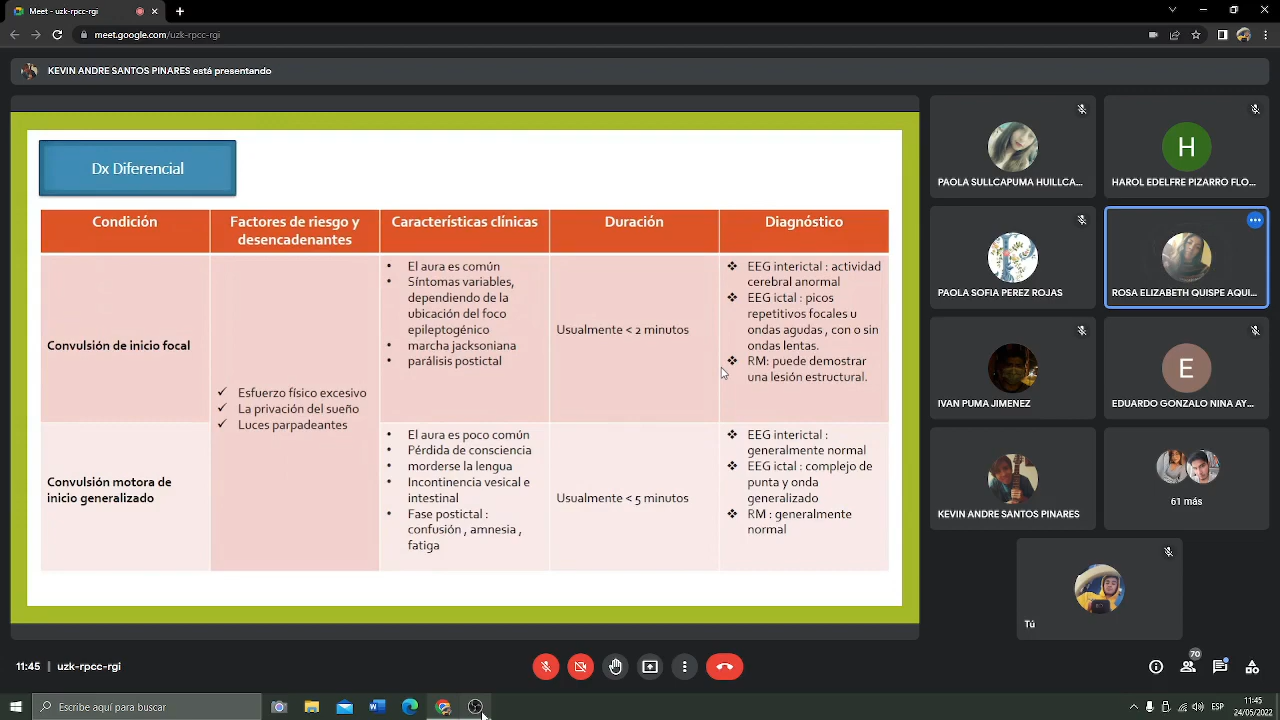 Meet - uzk-rpcc-rgi
meet.google.com/uzk-rpcc-rgi
KEVIN ANDRE SANTOS PINARES está presentando
Dx Diferencial
Condición
Factores de riesgo y
desencadenantes
Características clínicas
Duración
Diagnóstico
Convulsión de inicio focal
✓ Esfuerzo físico excesivo
✓ La privación del sueño
✓ Luces parpadeantes
• El aura es común
• Síntomas variables,
dependiendo de la
ubicación del foco
epileptogénico
• marcha jacksoniana
• parálisis postictal
Usualmente < 2 minutos
❖ EEG interictal : actividad
cerebral anormal
❖ EEG ictal : picos
repetitivos focales u
ondas agudas , con o sin
ondas lentas.
❖ RM: puede demostrar
una lesión estructural.
Convulsión motora de
inicio generalizado
• El aura es poco común
• Pérdida de consciencia
• morderse la lengua
• Incontinencia vesical e
intestinal
• Fase postictal :
confusión , amnesia ,
fatiga
Usualmente < 5 minutos
❖ EEG interictal :
generalmente normal
❖ EEG ictal : complejo de
punta y onda
generalizado
❖ RM : generalmente
normal
PAOLA SULLCAPUMA HUILLCA...
H
HAROL EDELFRE PIZARRO FLO...
PAOLA SOFIA PEREZ ROJAS
ROSA ELIZABETH QUISPE AQUI...
IVAN PUMA JIMENEZ
E
EDUARDO GONZALO NINA AY...
KEVIN ANDRE SANTOS PINARES
61 más
Tú
11:45 | uzk-rpcc-rgi
70
Escribe aquí para buscar
ESP
11:45
24/05/2022